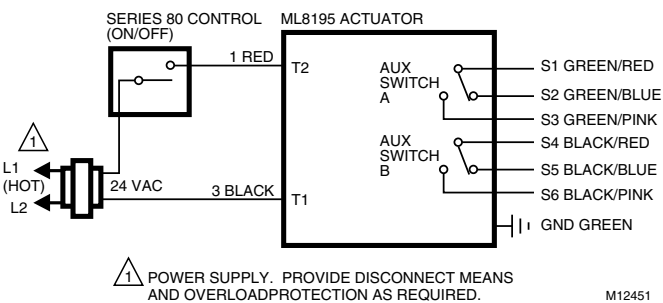 SERIES 80 CONTROL
(ON/OFF)
ML8195 ACTUATOR
1 RED
T2
AUX
SWITCH
A
S1 GREEN/RED
S2 GREEN/BLUE
S3 GREEN/PINK
AUX
SWITCH
B
S4 BLACK/RED
S5 BLACK/BLUE
S6 BLACK/PINK
1
L1
(HOT)
L2
24 VAC
3 BLACK
T1
GND GREEN
1 POWER SUPPLY. PROVIDE DISCONNECT MEANS
AND OVERLOADPROTECTION AS REQUIRED.
M12451